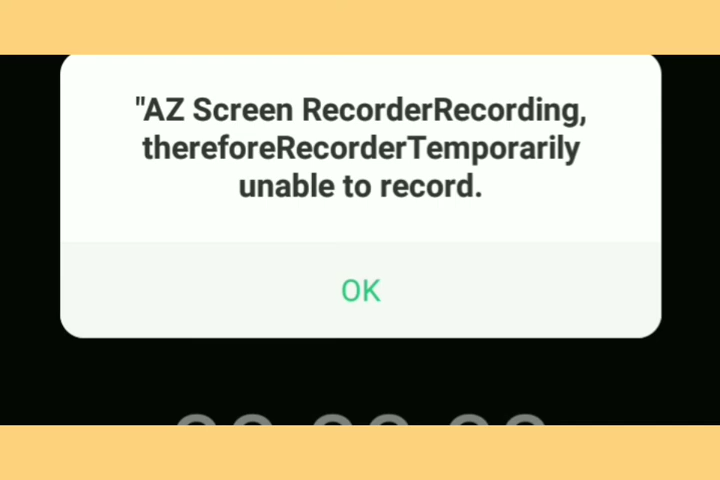 "AZ Screen RecorderRecording,
thereforeRecorderTemporarily
unable to record.
OK